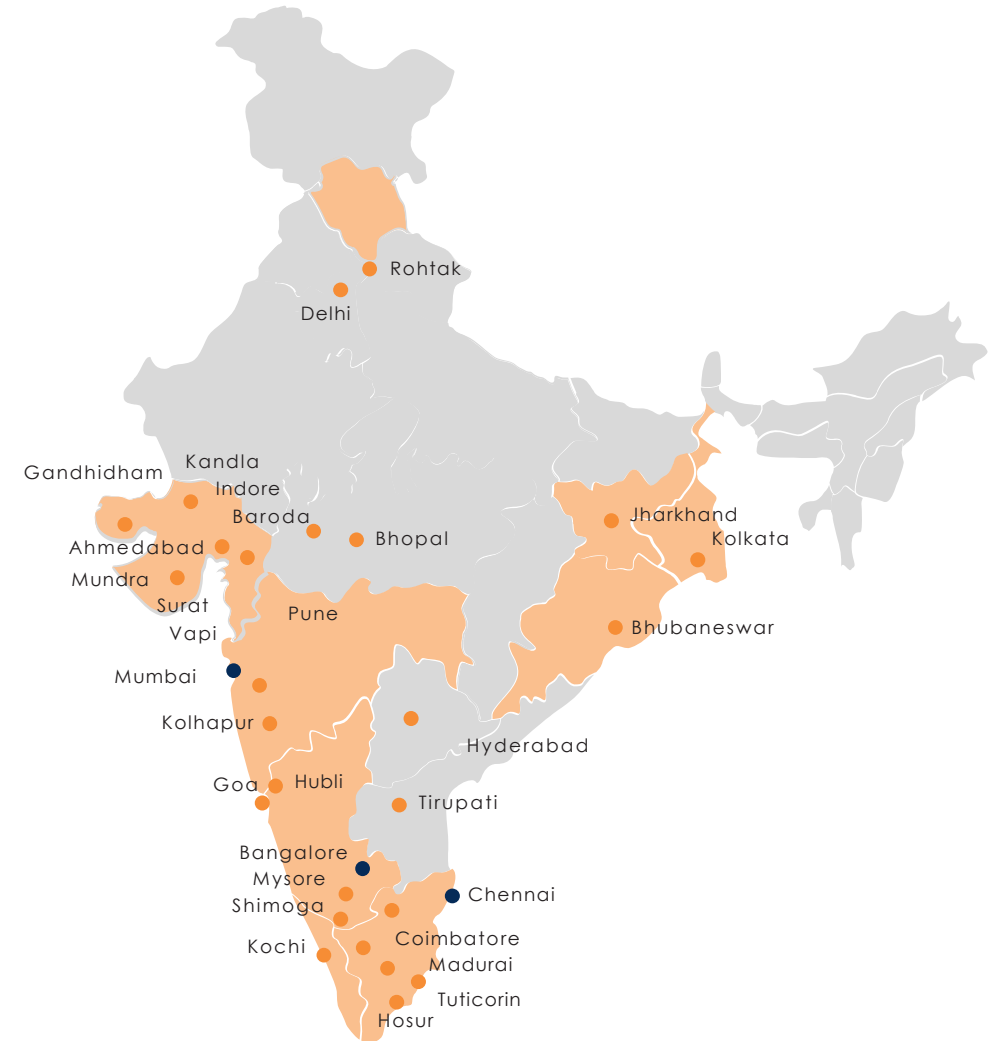 Rohtak
Delhi
Kandla
Gandhidham
Indore
Baroda
Jharkhand
Bhopal
Kolkata
Ahmedabad
Mundra
Surat
Pune
Vapi
Bhubaneswar
Mumbai
Kolhapur
Hyderabad
Goa
Hubli
Tirupati
Bangalore
Mysore
Chennai
Shimoga
Coimbatore
Kochi
Madurai
Tuticorin
Hosur